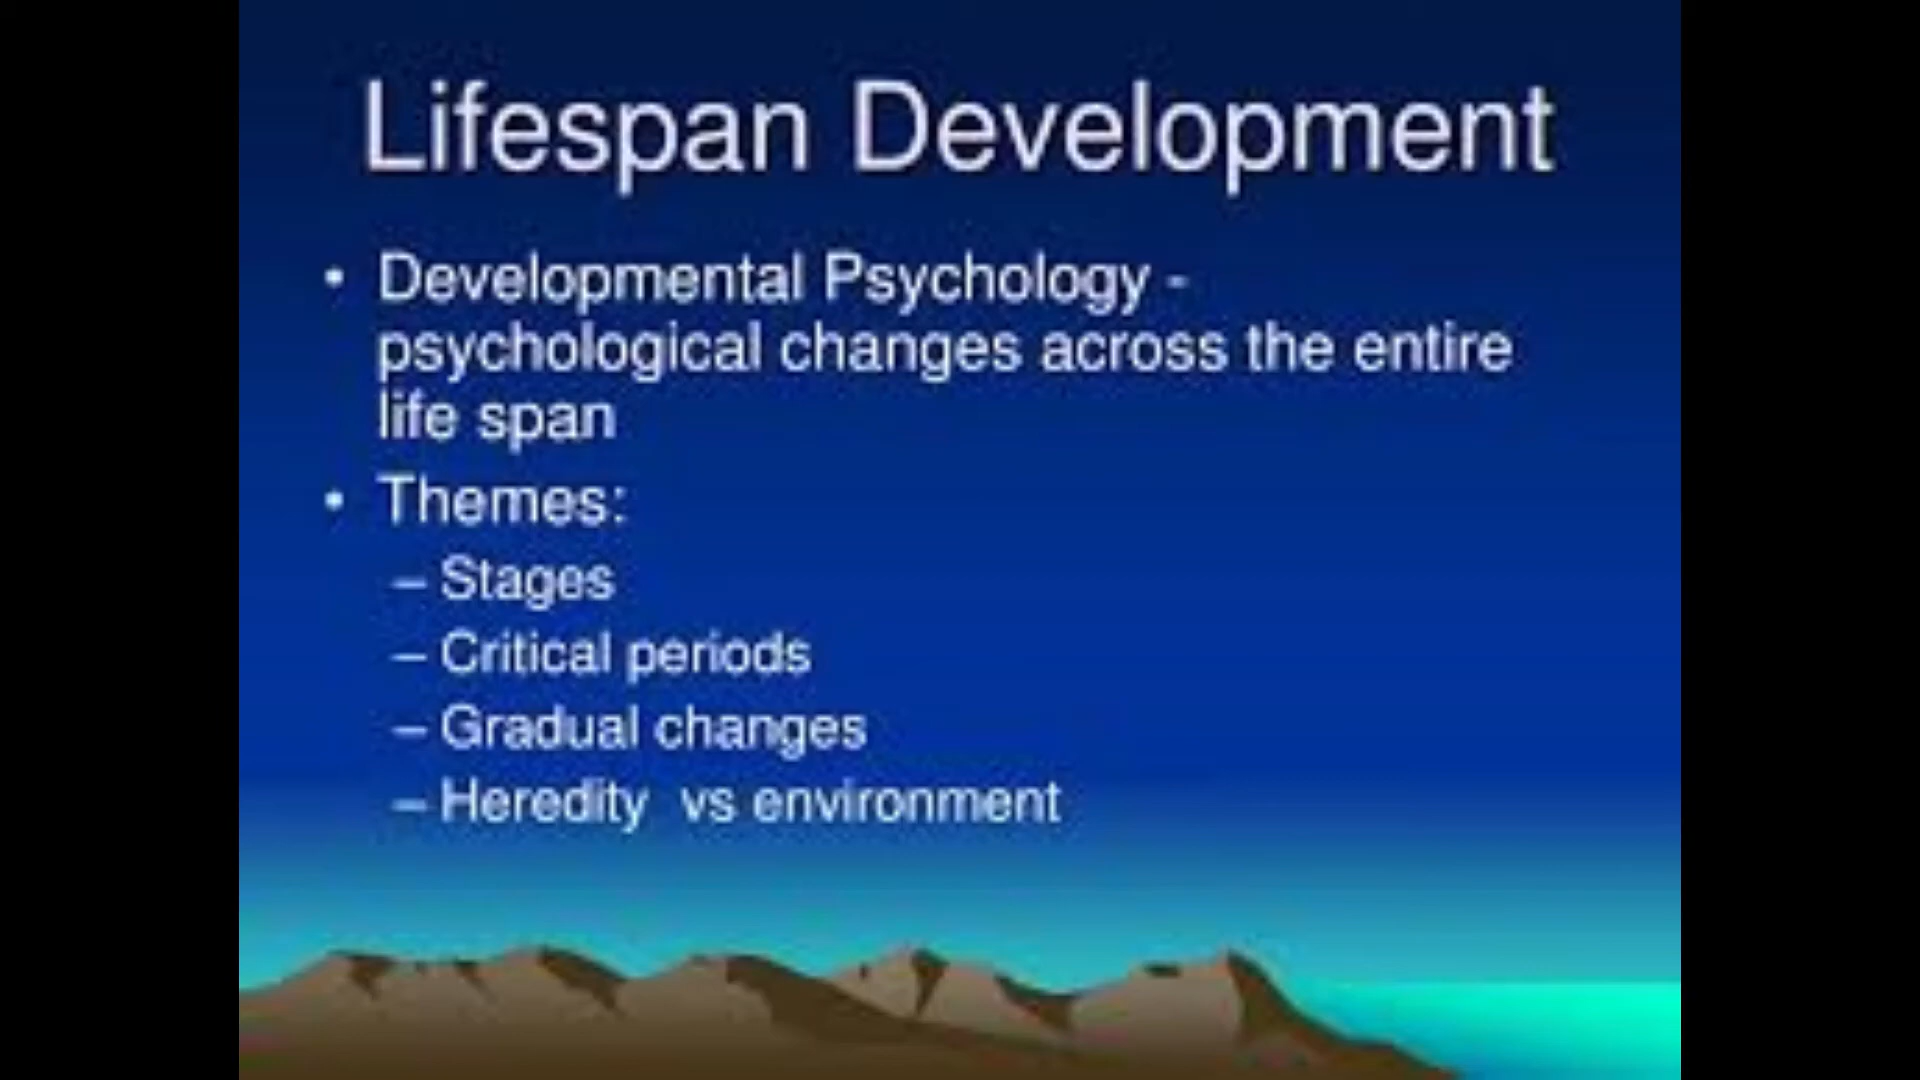 Lifespan Development
• Developmental Psychology -
psychological changes across the entire
life span
• Themes:
– Stages
– Critical periods
– Gradual changes
– Heredity  vs environment